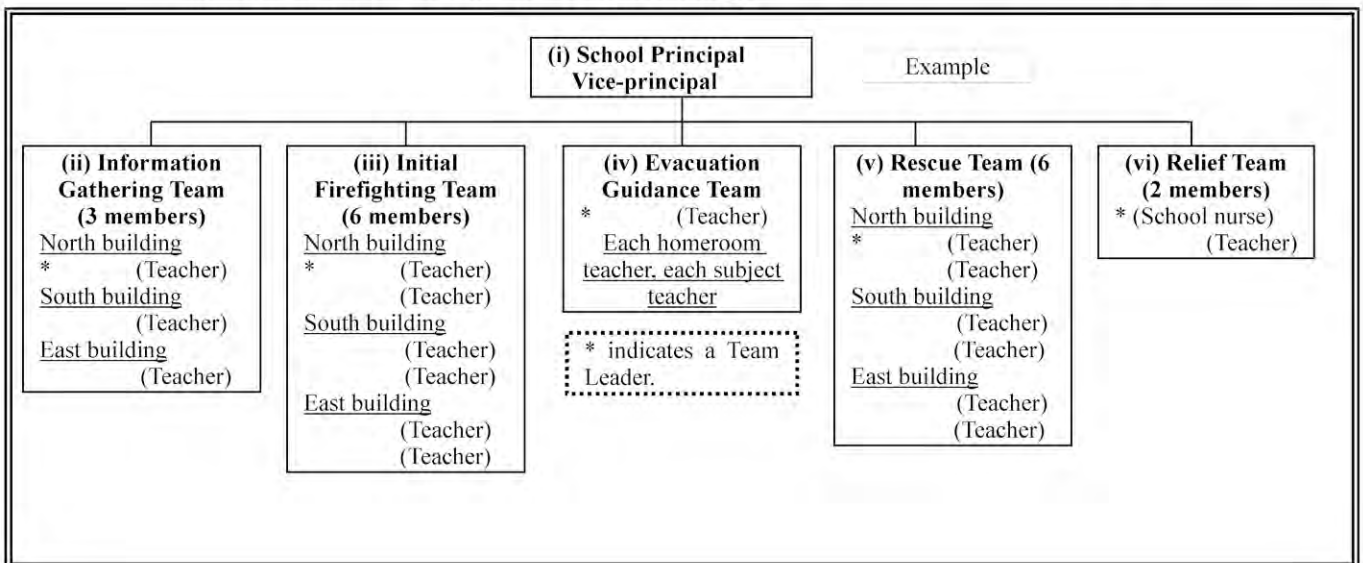 (i) School Principal
Vice-principal
Example
(ii) Information
Gathering Team
(3 members)
North building
* (Teacher)
South building
(Teacher)
East building
(Teacher)
(iii) Initial
Firefighting Team
(6 members)
North building
* (Teacher)
(Teacher)
South building
(Teacher)
(Teacher)
East building
(Teacher)
(Teacher)
(iv) Evacuation
Guidance Team
* (Teacher)
Each homeroom
teacher, each subject
teacher
* indicates a Team
Leader.
(v) Rescue Team (6
members)
North building
* (Teacher)
(Teacher)
South building
(Teacher)
(Teacher)
East building
(Teacher)
(Teacher)
(vi) Relief Team
(2 members)
* (School nurse)
(Teacher)